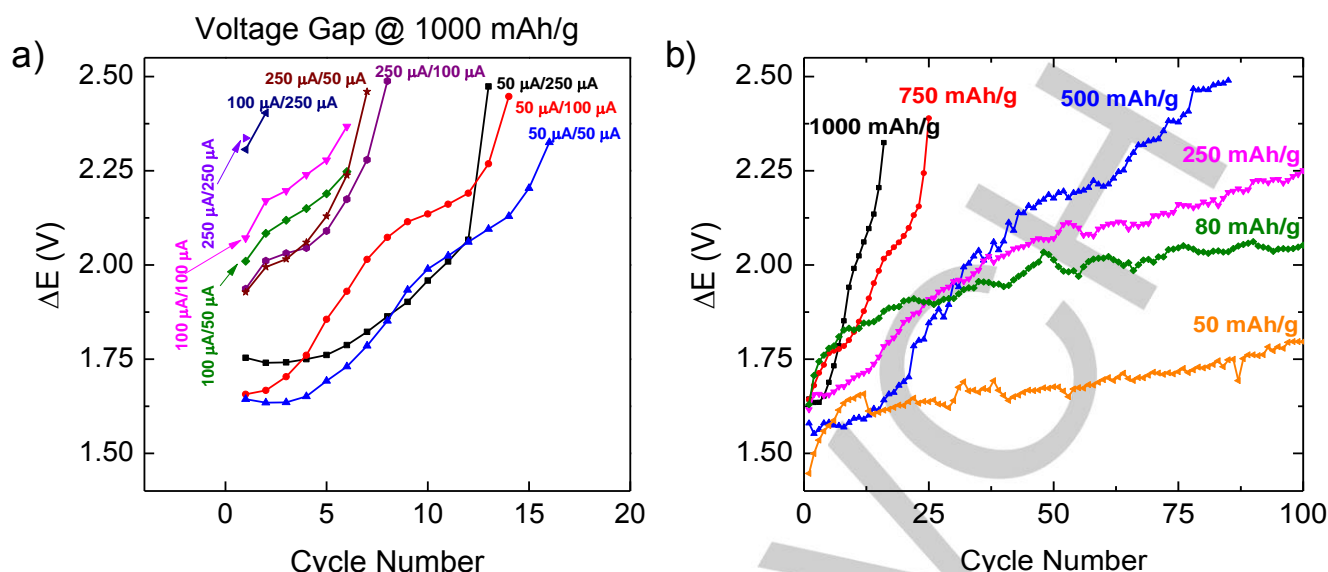 Voltage Gap @ 1000 mAh/g
a)
2.50
2.25
2.00
1.75
1.50
ΔE (V)
0
5
10
15
20
Cycle Number
100 µA/250 µA
250 µA/50 µA
250 µA/100 µA
50 µA/250 µA
50 µA/100 µA
50 µA/50 µA
250 µA/250 µA
100 µA/100 µA
100 µA/50 µA
b)
2.50
2.25
2.00
1.75
1.50
ΔE (V)
0
25
50
75
100
Cycle Number
1000 mAh/g
750 mAh/g
500 mAh/g
250 mAh/g
80 mAh/g
50 mAh/g
VCH